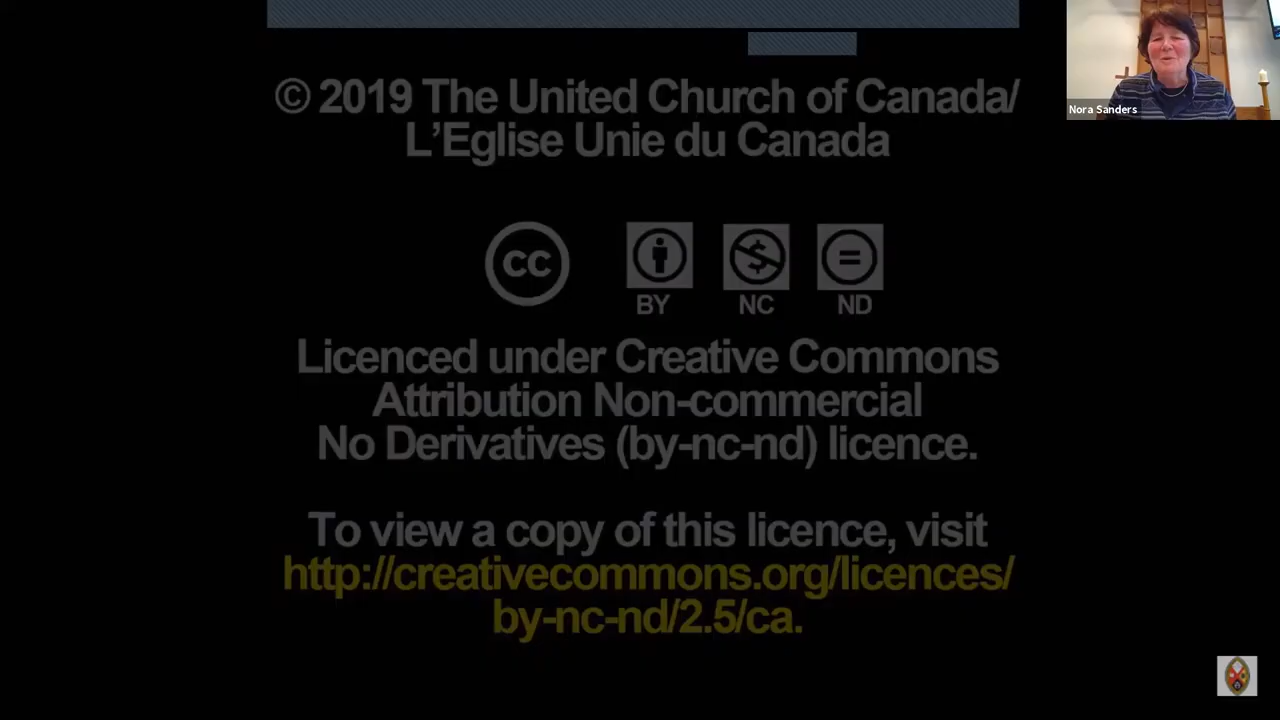 © 2019 The United Church of Canada/
L’Eglise Unie du Canada
cc
BY
NC
ND
Licenced under Creative Commons
Attribution Non-commercial
No Derivatives (by-nc-nd) licence.
To view a copy of this licence, visit
http://creativecommons.org/licences/
by-nc-nd/2.5/ca.
Nora Sanders